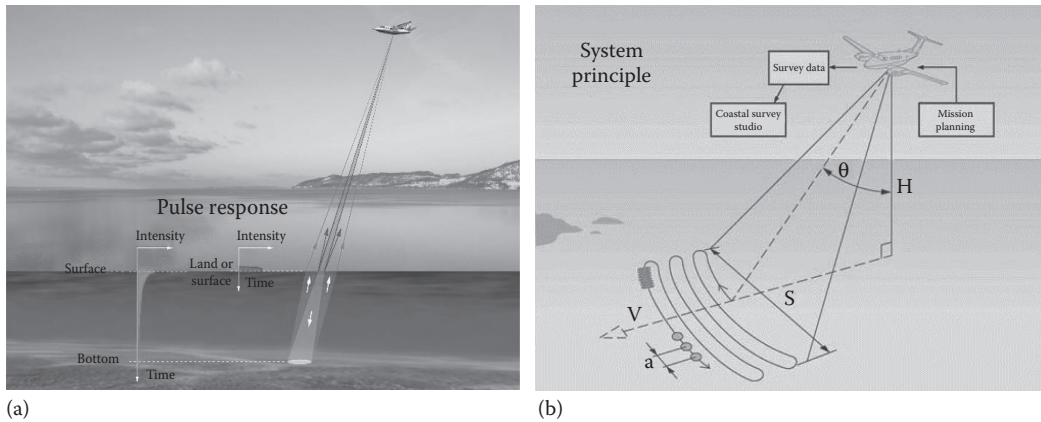 Pulse response
Intensity
Intensity
Surface
Land or
surface
Time
Bottom
Time
(a)
System
principle
Survey data
Coastal survey
studio
Mission
planning
θ
H
S
V
a
(b)